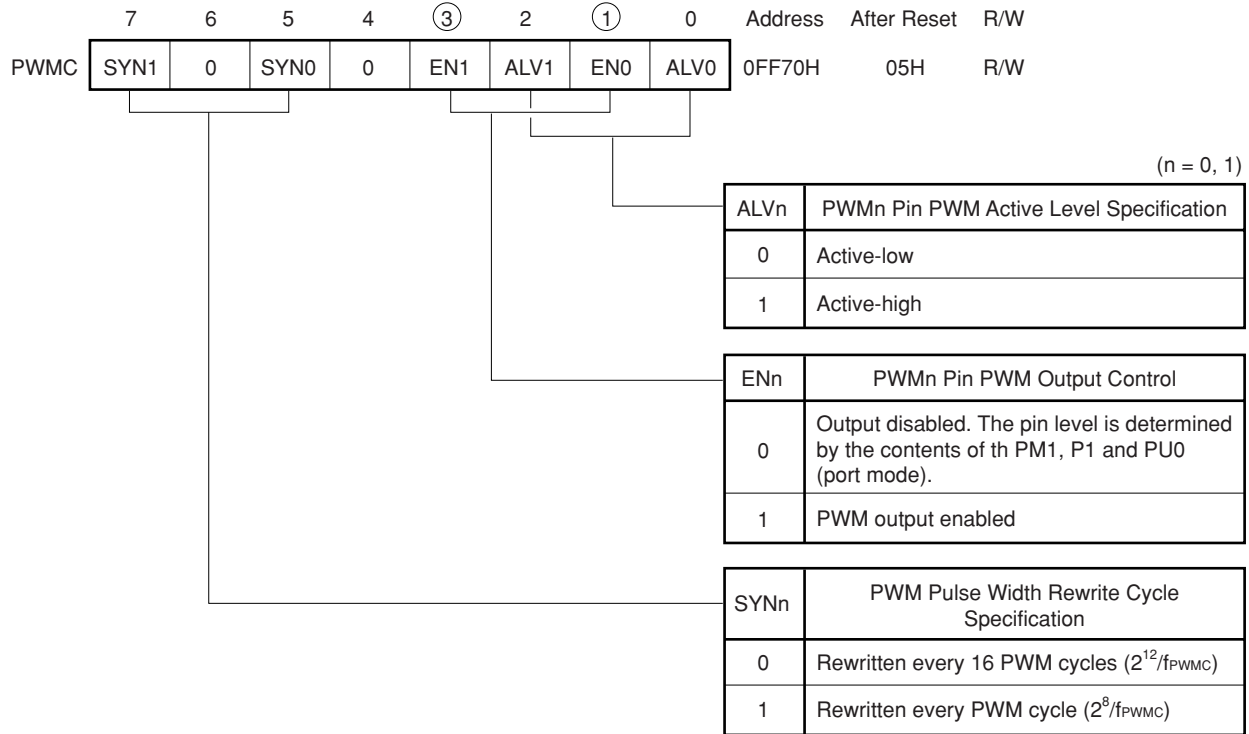 7 6 5 4 3 2 1 0 Address After Reset R/W
PWMC SYN1 0 SYN0 0 EN1 ALV1 EN0 ALV0 0FF70H 05H R/W
(n = 0, 1)
ALVn PWMn Pin PWM Active Level Specification
0 Active-low
1 Active-high
ENn PWMn Pin PWM Output Control
0 Output disabled. The pin level is determined
by the contents of th PM1, P1 and PU0
(port mode).
1 PWM output enabled
SYNn PWM Pulse Width Rewrite Cycle
Specification
0 Rewritten every 16 PWM cycles (2¹²/fPWMC)
1 Rewritten every PWM cycle (2⁸/fPWMC)